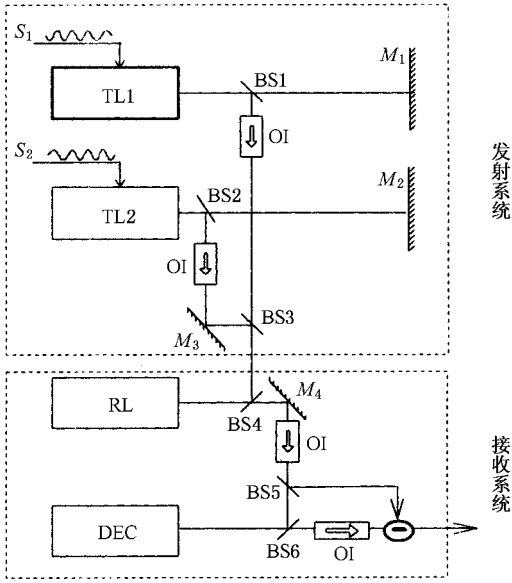 S₁
TL1
BS1
M₁
OI
S₂
TL2
BS2
M₂
OI
M₃
BS3
发射系统
RL
BS4
M₄
OI
BS5
DEC
BS6
OI
接收系统